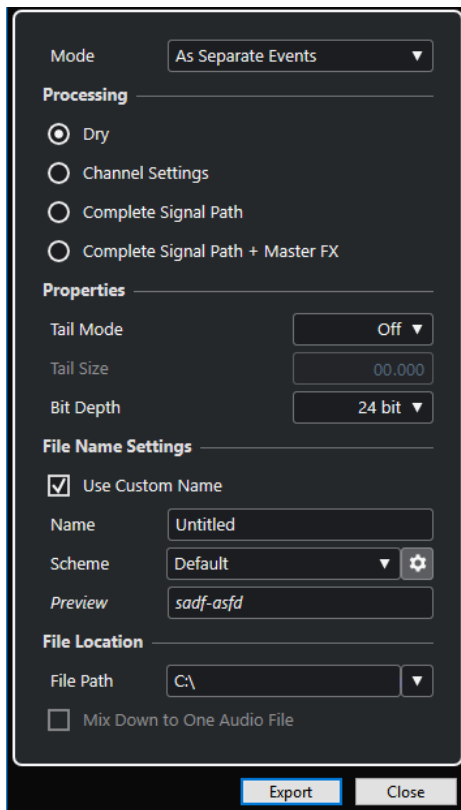 Mode As Separate Events
Processing
Dry
Channel Settings
Complete Signal Path
Complete Signal Path + Master FX
Properties
Tail Mode Off
Tail Size 00.000
Bit Depth 24 bit
File Name Settings
Use Custom Name
Name Untitled
Scheme Default
Preview sadf-asfd
File Location
File Path C:\
Mix Down to One Audio File
Export Close